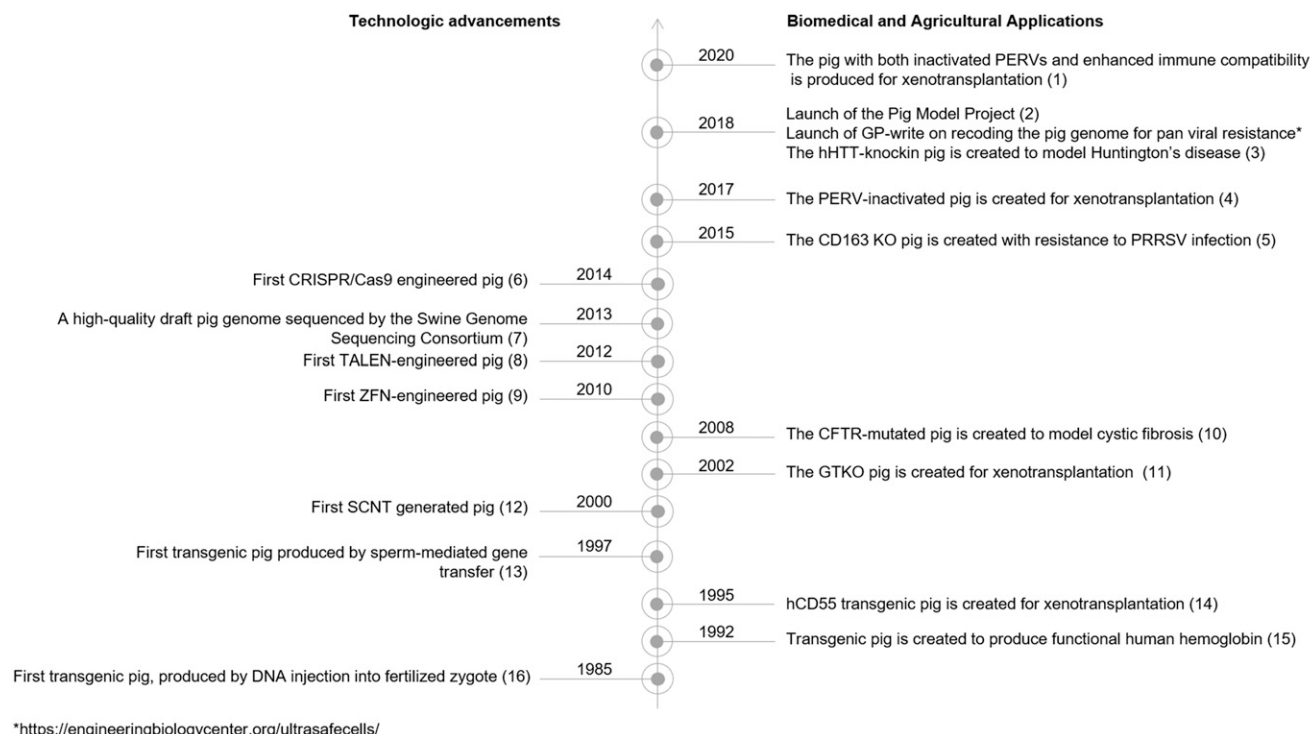 Technologic advancements
Biomedical and Agricultural Applications
2020
The pig with both inactivated PERVs and enhanced immune compatibility
is produced for xenotransplantation (1)
2018
Launch of the Pig Model Project (2)
Launch of GP-write on recoding the pig genome for pan viral resistance*
The hHTT-knockin pig is created to model Huntington's disease (3)
2017
The PERV-inactivated pig is created for xenotransplantation (4)
2015
The CD163 KO pig is created with resistance to PRRSV infection (5)
First CRISPR/Cas9 engineered pig (6)
2014
A high-quality draft pig genome sequenced by the Swine Genome
Sequencing Consortium (7)
2013
First TALEN-engineered pig (8)
2012
First ZFN-engineered pig (9)
2010
2008
The CFTR-mutated pig is created to model cystic fibrosis (10)
2002
The GTKO pig is created for xenotransplantation (11)
First SCNT generated pig (12)
2000
First transgenic pig produced by sperm-mediated gene
transfer (13)
1997
1995
hCD55 transgenic pig is created for xenotransplantation (14)
1992
Transgenic pig is created to produce functional human hemoglobin (15)
First transgenic pig, produced by DNA injection into fertilized zygote (16)
1985
*https://engineeringbiologycenter.org/ultrasafecells/